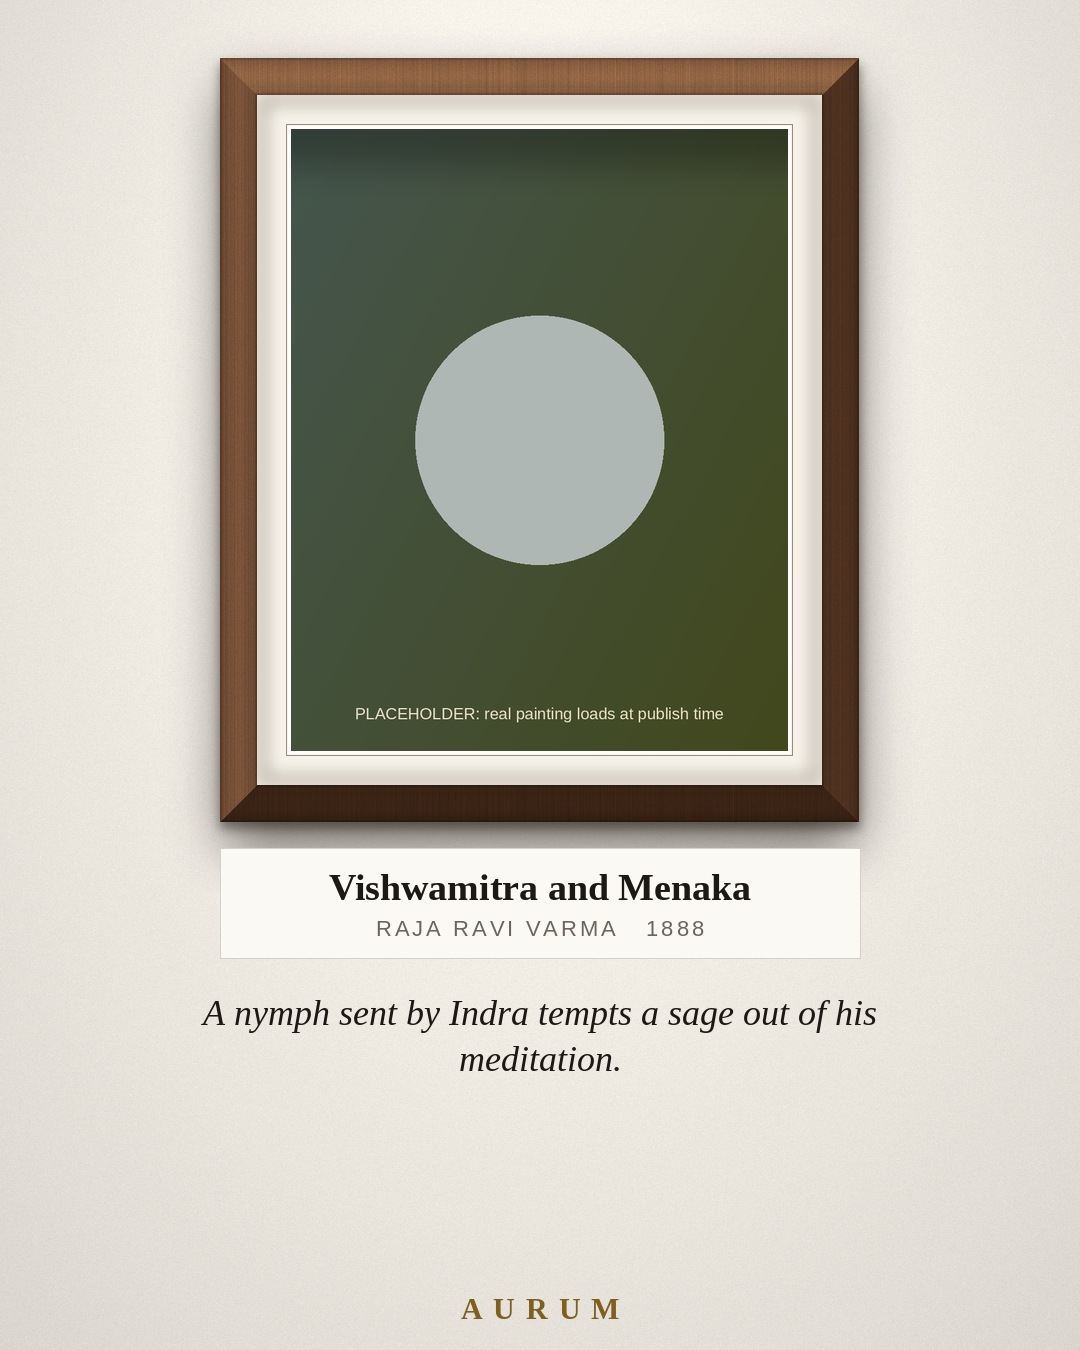 PLACEHOLDER: real painting loads at publish time
Vishwamitra and Menaka
RAJA RAVI VARMA 1888
A nymph sent by Indra tempts a sage out of his
meditation.
AURUM